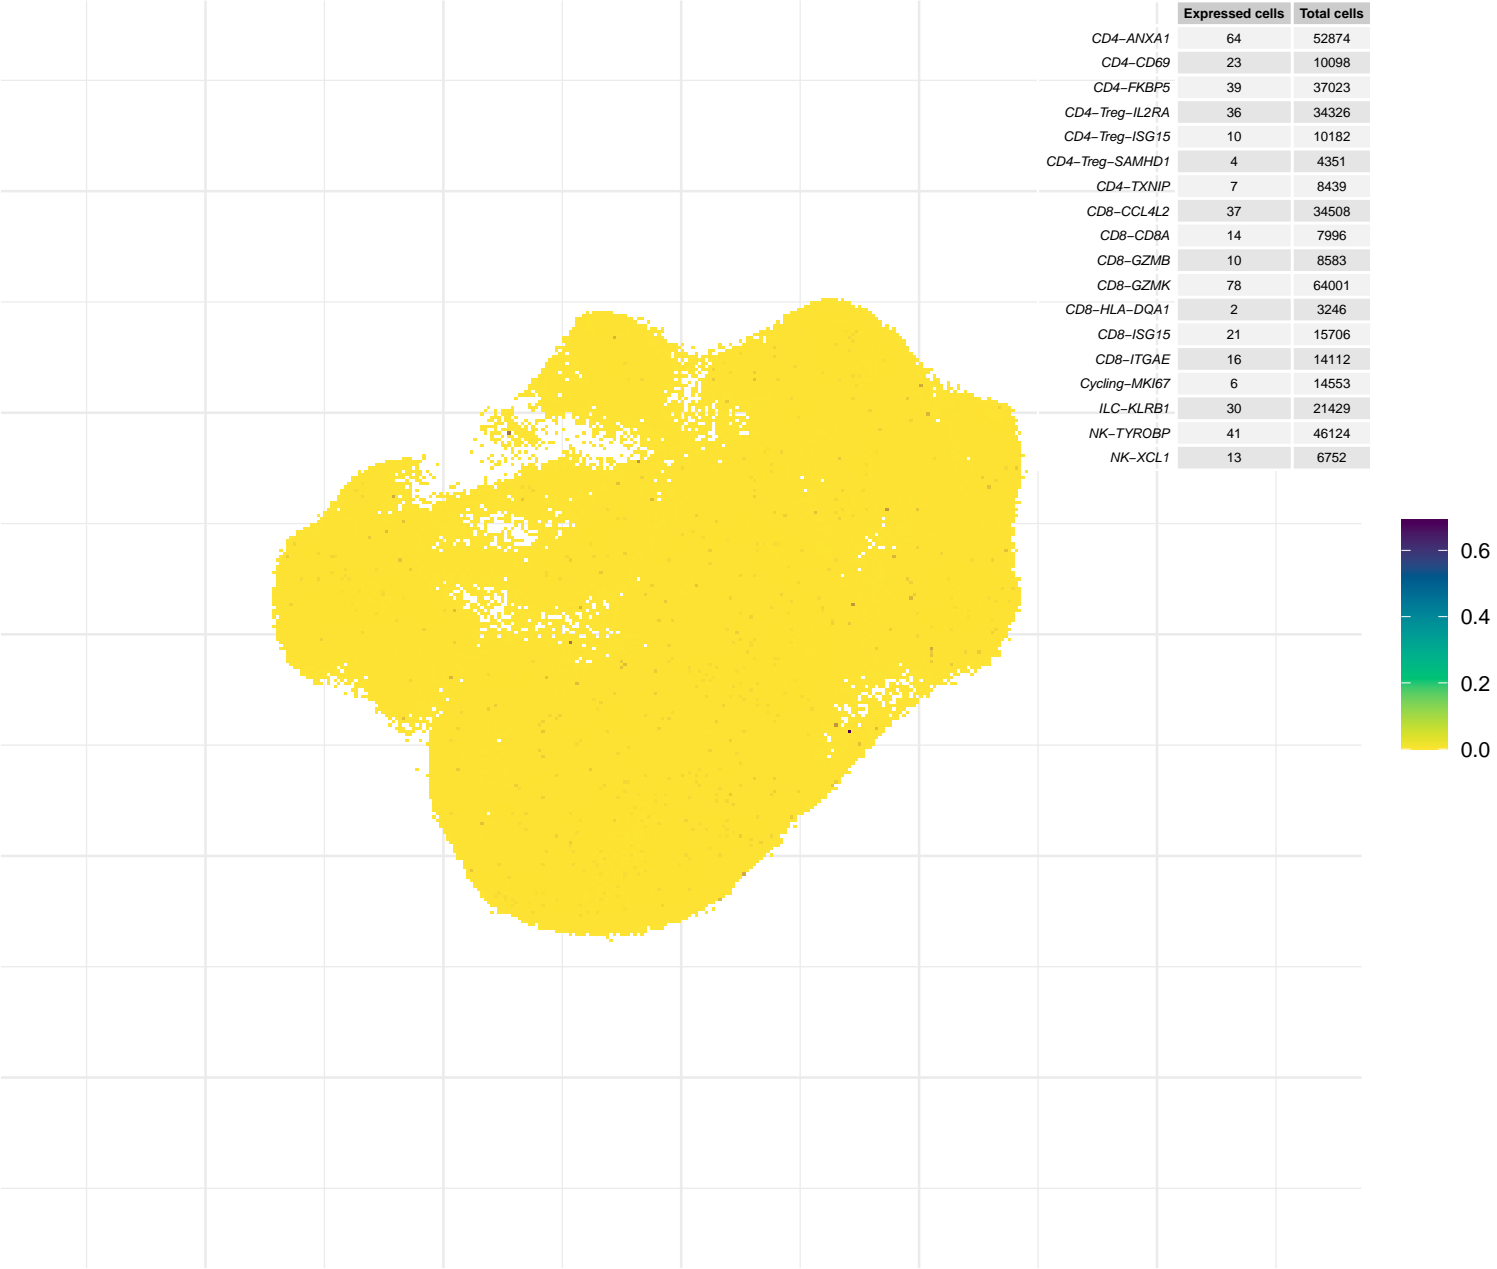 Expressed cells Total cells
CD4−ANXA1 64 52874
CD4−CD69 23 10098
CD4−FKBP5 39 37023
CD4−Treg−IL2RA 36 34326
CD4−Treg−ISG15 10 10182
CD4−Treg−SAMHD1 4 4351
CD4−TXNIP 7 8439
CD8−CCL4L2 37 34508
CD8−CD8A 14 7996
CD8−GZMB 10 8583
CD8−GZMK 78 64001
CD8−HLA−DQA1 2 3246
CD8−ISG15 21 15706
CD8−ITGAE 16 14112
Cycling−MKI67 6 14553
ILC−KLRB1 30 21429
NK−TYROBP 41 46124
NK−XCL1 13 6752
0.6
0.4
0.2
0.0